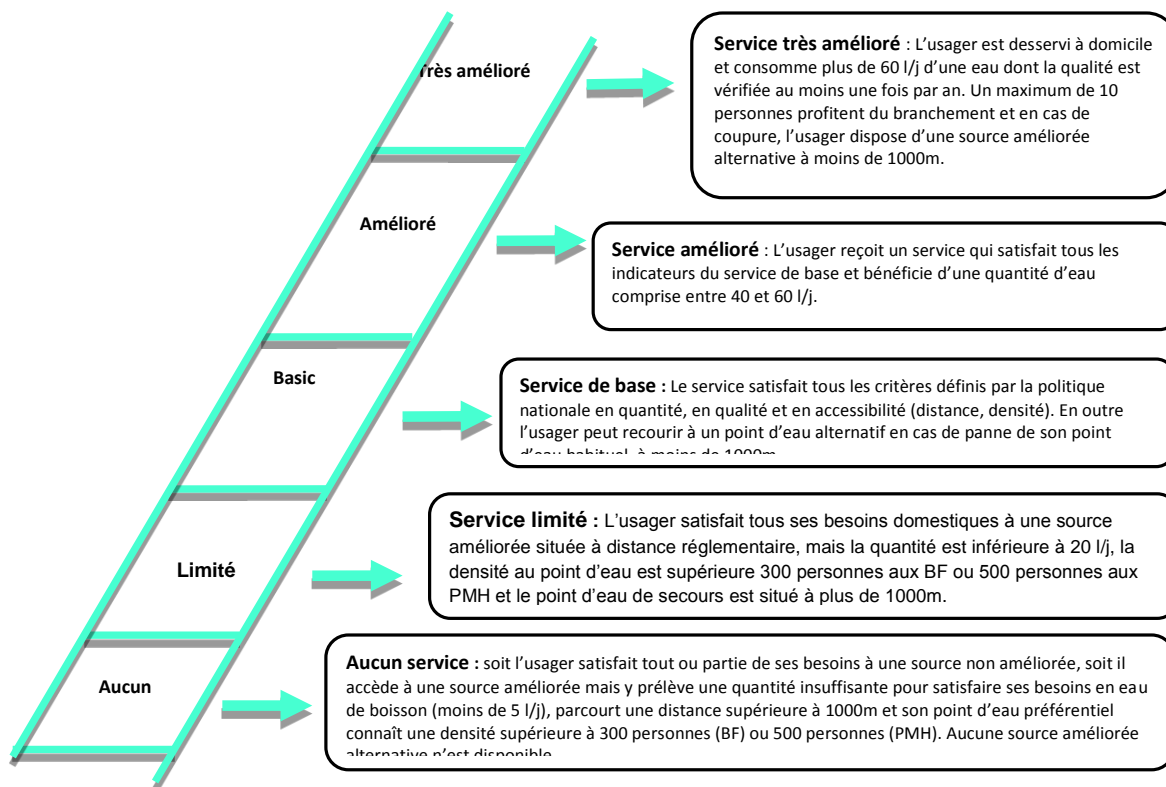 Très amélioré
Service très amélioré : L’usager est desservi à domicile
et consomme plus de 60 l/j d’une eau dont la qualité est
vérifiée au moins une fois par an. Un maximum de 10
personnes profitent du branchement et en cas de
coupure, l’usager dispose d’une source améliorée
alternative à moins de 1000m.
Amélioré
Service amélioré : L’usager reçoit un service qui satisfait tous les
indicateurs du service de base et bénéficie d’une quantité d’eau
comprise entre 40 et 60 l/j.
Basic
Service de base : Le service satisfait tous les critères définis par la politique
nationale en quantité, en qualité et en accessibilité (distance, densité). En outre
l’usager peut recourir à un point d’eau alternatif en cas de panne de son point
d’eau habituel, à moins de 1000m
Limité
Service limité : L’usager satisfait tous ses besoins domestiques à une source
améliorée située à distance réglementaire, mais la quantité est inférieure à 20 l/j, la
densité au point d’eau est supérieure 300 personnes aux BF ou 500 personnes aux
PMH et le point d’eau de secours est situé à plus de 1000m.
Aucun
Aucun service : soit l’usager satisfait tout ou partie de ses besoins à une source non améliorée, soit il
accède à une source améliorée mais y prélève une quantité insuffisante pour satisfaire ses besoins en eau
de boisson (moins de 5 l/j), parcourt une distance supérieure à 1000m et son point d’eau préférentiel
connaît une densité supérieure à 300 personnes (BF) ou 500 personnes (PMH). Aucune source améliorée
alternative n’est disponible